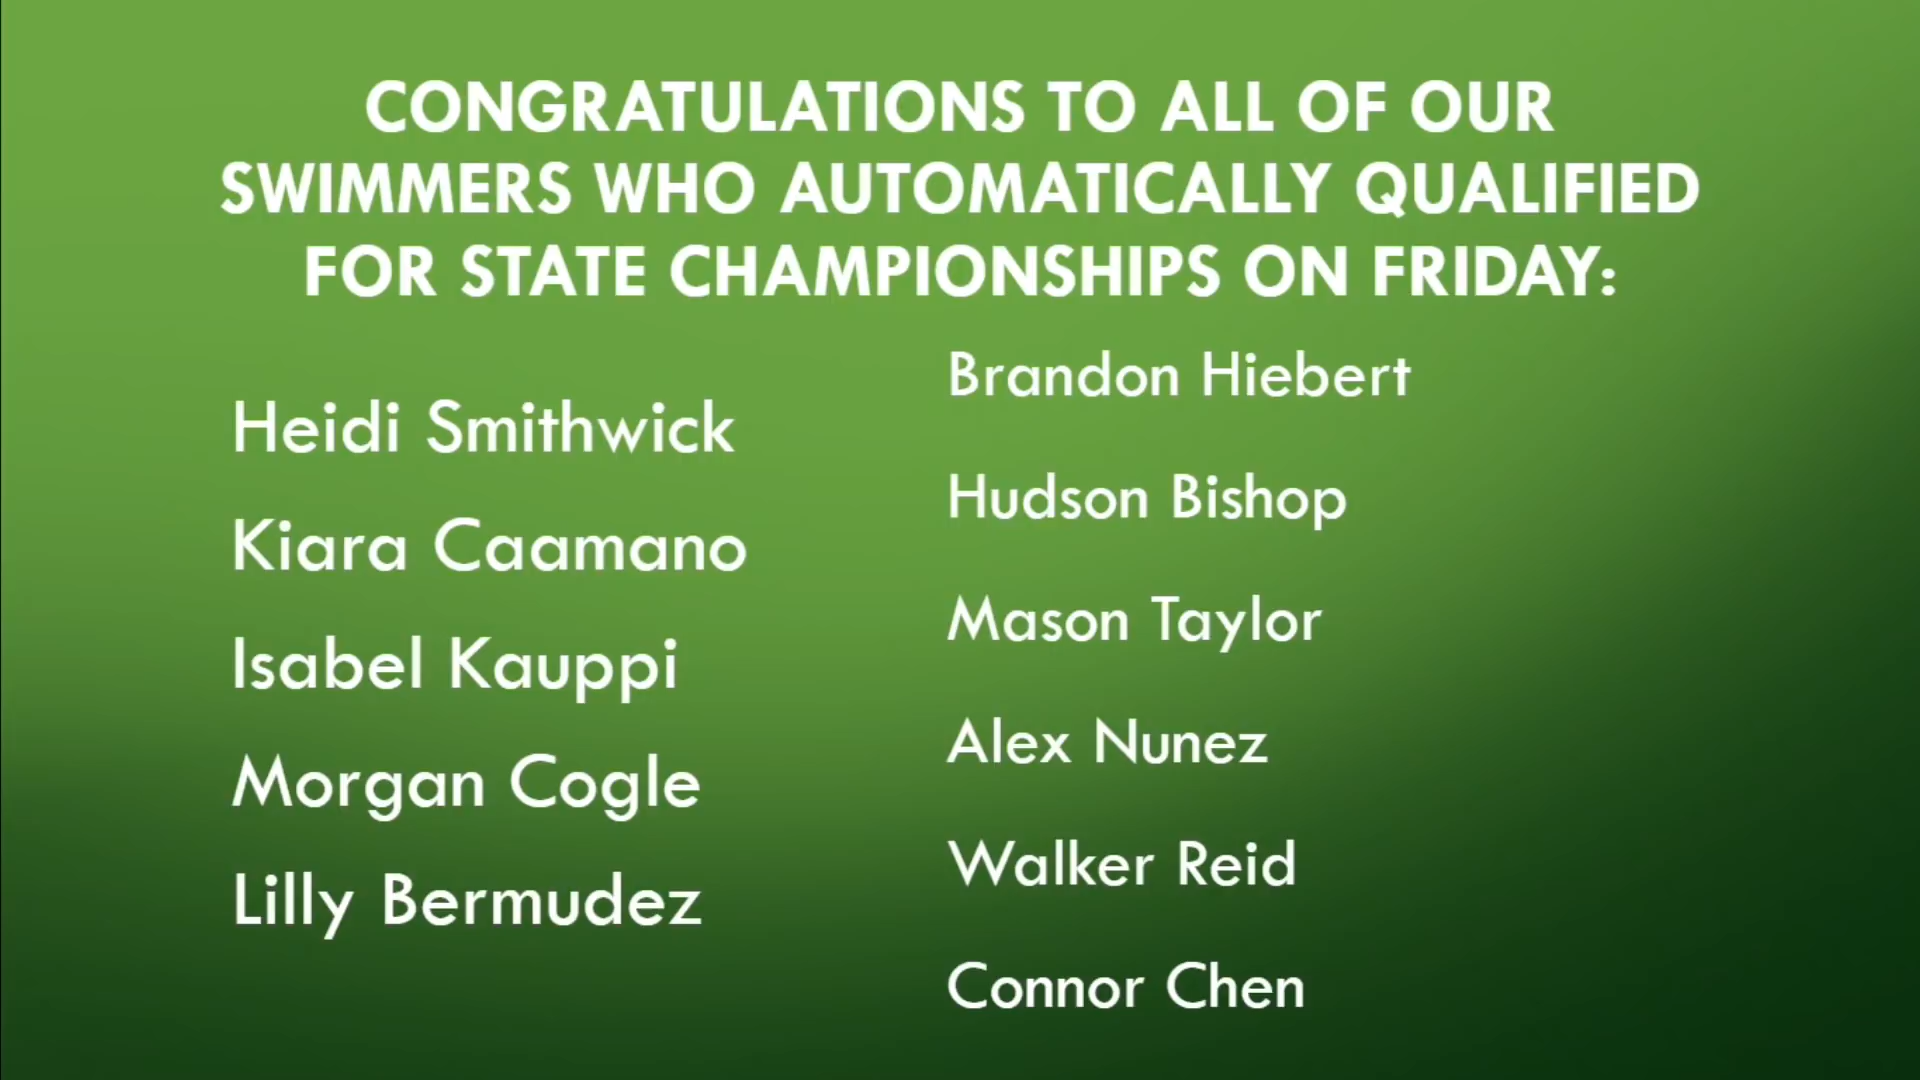 CONGRATULATIONS TO ALL OF OUR
SWIMMERS WHO AUTOMATICALLY QUALIFIED
FOR STATE CHAMPIONSHIPS ON FRIDAY:
Heidi Smithwick
Kiara Caamano
Isabel Kauppi
Morgan Cogle
Lilly Bermudez
Brandon Hiebert
Hudson Bishop
Mason Taylor
Alex Nunez
Walker Reid
Connor Chen